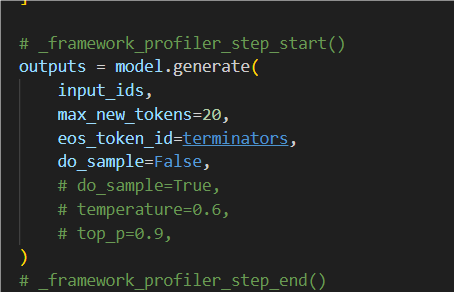 ]
# _framework_profiler_step_start()
outputs = model.generate(
    input_ids,
    max_new_tokens=20,
    eos_token_id=terminators,
    do_sample=False,
    # do_sample=True,
    # temperature=0.6,
    # top_p=0.9,
)
# _framework_profiler_step_end()